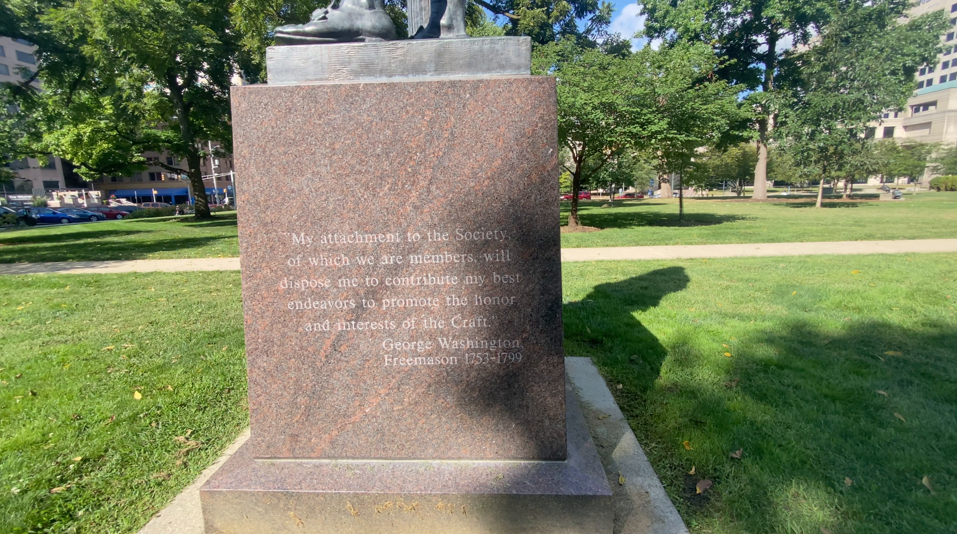 My attachment to the Society,
of which we are members, will
dispose me to contribute my best
endeavors to promote the honor
and interests of the Craft.
George Washington
Freemason 1753-1799